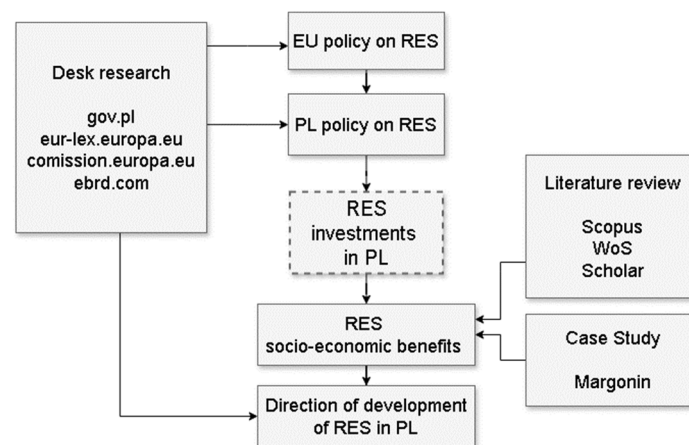 Desk research
gov.pl
eur-lex.europa.eu
comission.europa.eu
ebrd.com
EU policy on RES
PL policy on RES
RES
investments
in PL
RES
socio-economic benefits
Direction of development
of RES in PL
Literature review
Scopus
WoS
Scholar
Case Study
Margonin